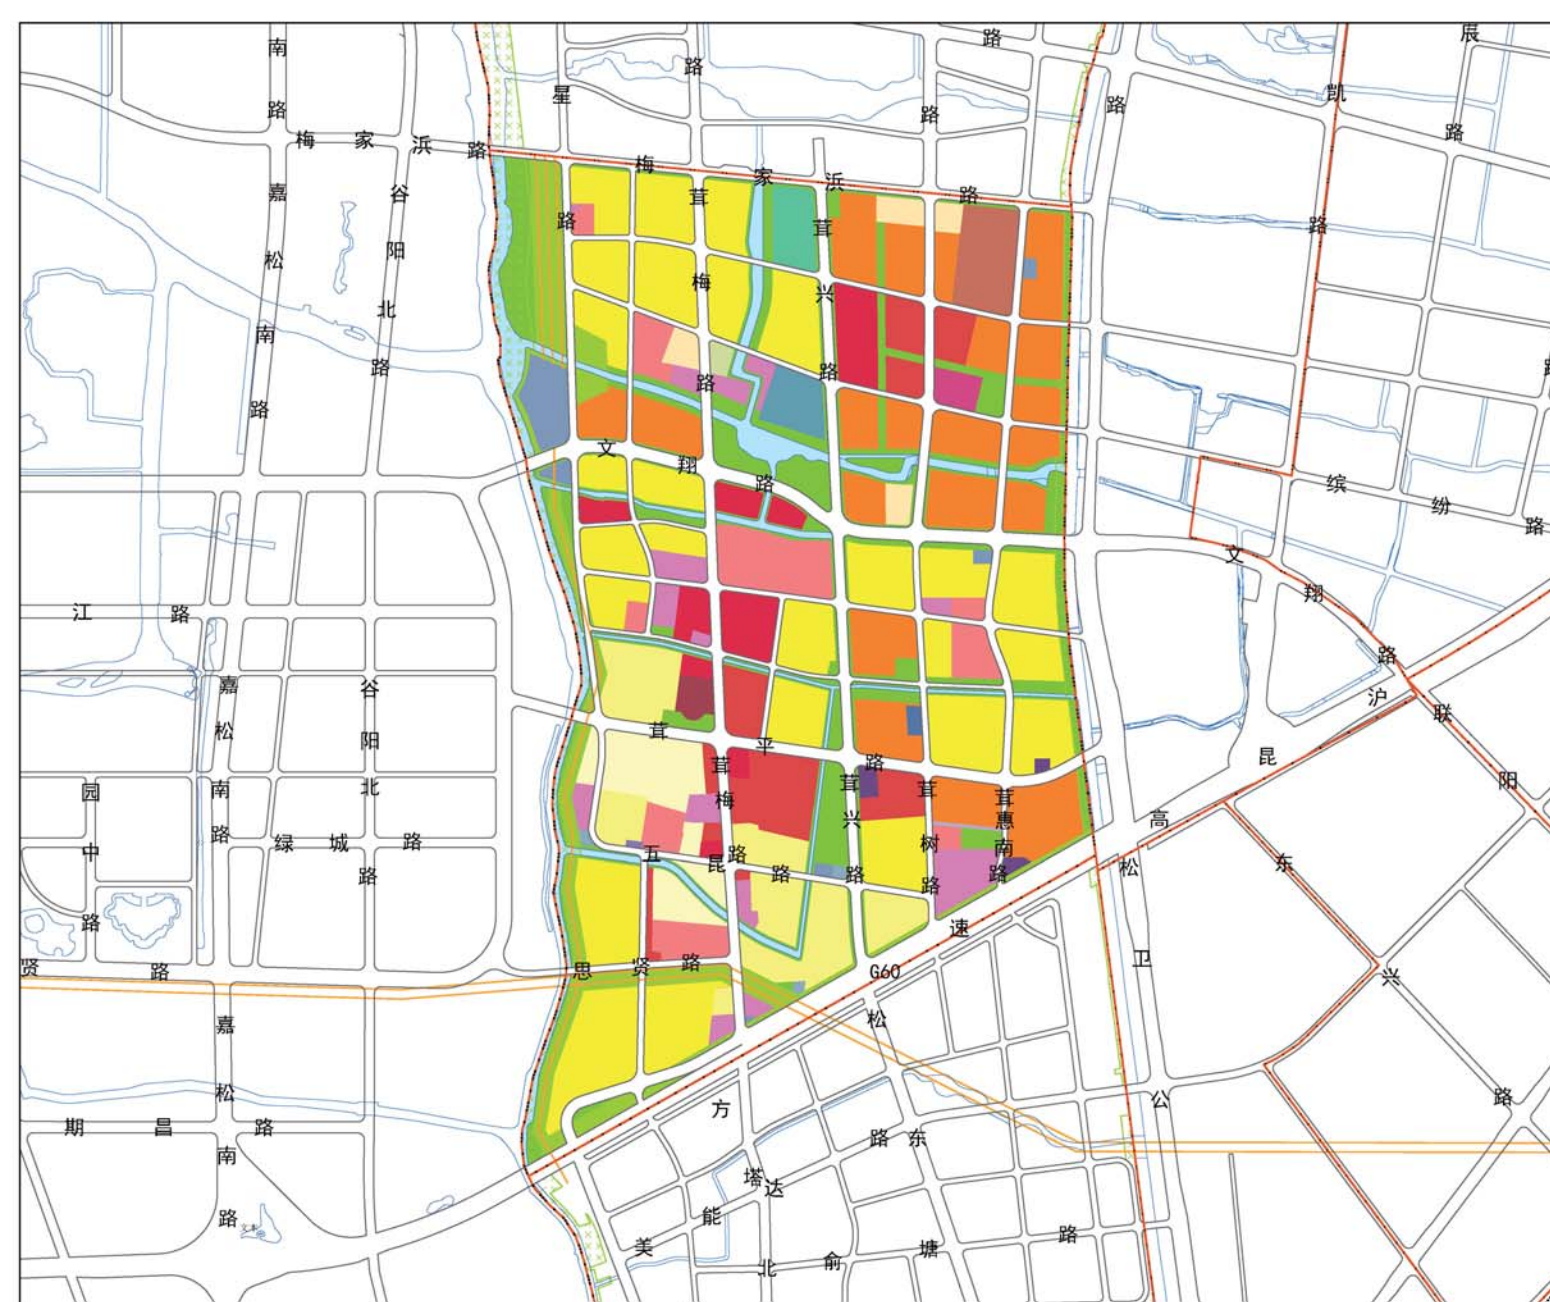 南路
梅家浜路
嘉松南路
谷阳北路
星路
路
路
路
路
凯路
辰路
梅家浜路
茸梅路
茸兴路
文翔路
缤纷路
文翔路
江路
嘉松南路
谷阳北路
园中路
绿城路
茸平路
茸梅路
茸兴路
茸树路
茸惠南路
五昆路
沪昆高速
G60
联阳
松卫公路
东兴路
贤路
思贤路
嘉松南路
期昌路
松东路
方塔北路
美能达路
俞塘路